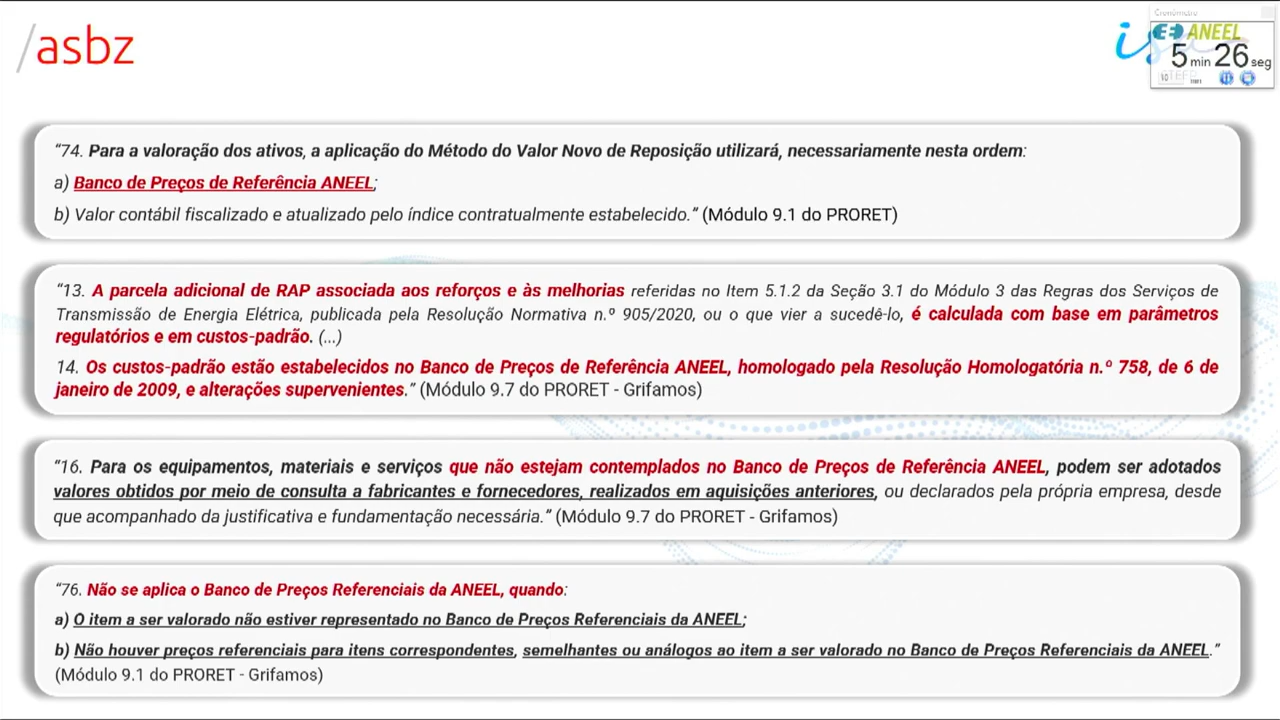 /asbz
Cronômetro
ANEEL
5 min 26 seg
10
“74. Para a valoração dos ativos, a aplicação do Método do Valor Novo de Reposição utilizará, necessariamente nesta ordem:
a) Banco de Preços de Referência ANEEL;
b) Valor contábil fiscalizado e atualizado pelo índice contratualmente estabelecido.” (Módulo 9.1 do PRORET)
“13. A parcela adicional de RAP associada aos reforços e às melhorias referidas no Item 5.1.2 da Seção 3.1 do Módulo 3 das Regras dos Serviços de
Transmissão de Energia Elétrica, publicada pela Resolução Normativa n.º 905/2020, ou o que vier a sucedê-lo, é calculada com base em parâmetros
regulatórios e em custos-padrão. (...)
14. Os custos-padrão estão estabelecidos no Banco de Preços de Referência ANEEL, homologado pela Resolução Homologatória n.º 758, de 6 de
janeiro de 2009, e alterações supervenientes.” (Módulo 9.7 do PRORET - Grifamos)
“16. Para os equipamentos, materiais e serviços que não estejam contemplados no Banco de Preços de Referência ANEEL, podem ser adotados
valores obtidos por meio de consulta a fabricantes e fornecedores, realizados em aquisições anteriores, ou declarados pela própria empresa, desde
que acompanhado da justificativa e fundamentação necessária.” (Módulo 9.7 do PRORET - Grifamos)
“76. Não se aplica o Banco de Preços Referenciais da ANEEL, quando:
a) O item a ser valorado não estiver representado no Banco de Preços Referenciais da ANEEL;
b) Não houver preços referenciais para itens correspondentes, semelhantes ou análogos ao item a ser valorado no Banco de Preços Referenciais da ANEEL.”
(Módulo 9.1 do PRORET - Grifamos)